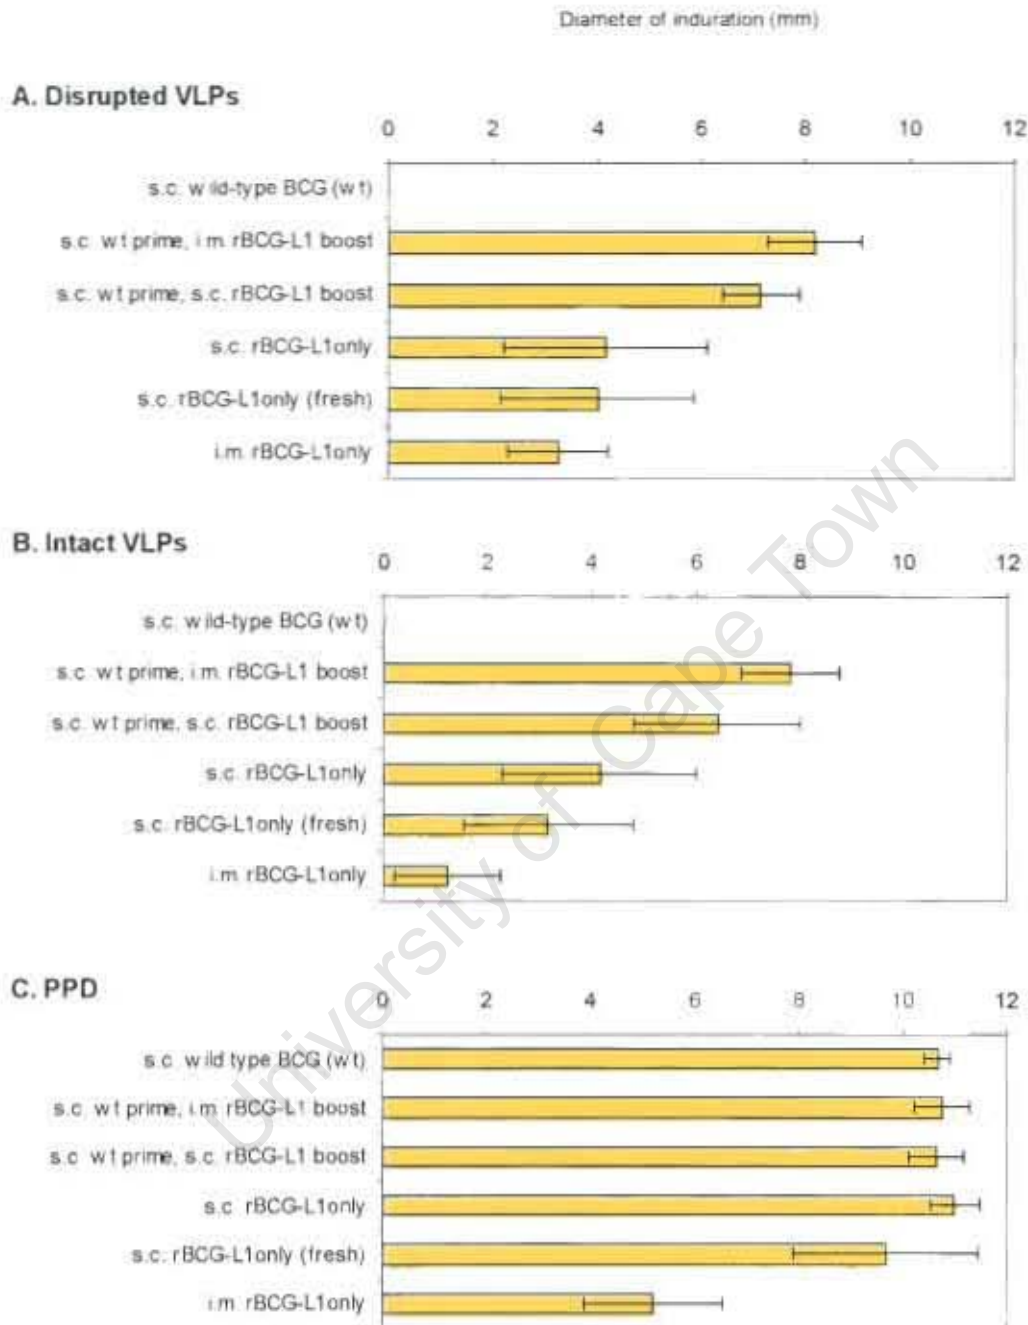 Diameter of induration (mm)
A. Disrupted VLPs
0 2 4 6 8 10 12
s.c. wild-type BCG (wt)
s.c. wt prime, i.m. rBCG-L1 boost
s.c. wt prime, s.c. rBCG-L1 boost
s.c. rBCG-L1only
s.c. rBCG-L1only (fresh)
i.m. rBCG-L1only
B. Intact VLPs
0 2 4 6 8 10 12
s.c. wild-type BCG (wt)
s.c. wt prime, i.m. rBCG-L1 boost
s.c. wt prime, s.c. rBCG-L1 boost
s.c. rBCG-L1only
s.c. rBCG-L1only (fresh)
i.m. rBCG-L1only
C. PPD
0 2 4 6 8 10 12
s.c. wild type BCG (wt)
s.c. wt prime, i.m. rBCG-L1 boost
s.c. wt prime, s.c. rBCG-L1 boost
s.c. rBCG-L1only
s.c. rBCG-L1only (fresh)
i.m. rBCG-L1only
University of Cape Town